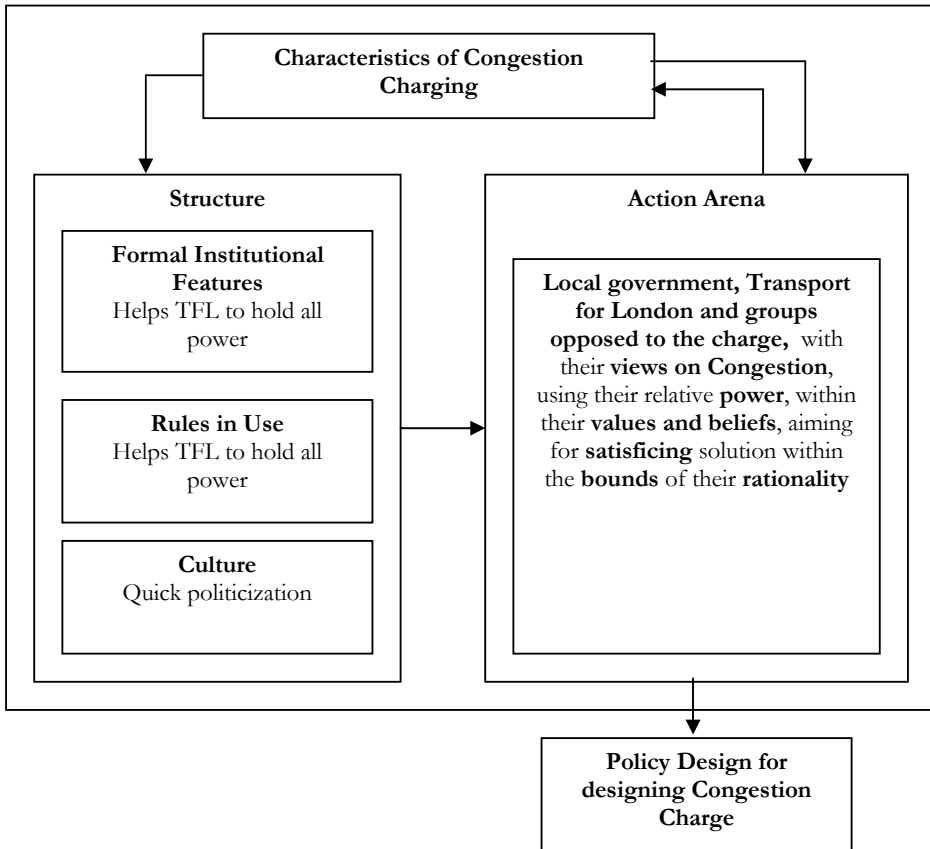 Characteristics of Congestion
Charging
Structure
Formal Institutional
Features
Helps TFL to hold all
power
Rules in Use
Helps TFL to hold all
power
Culture
Quick politicization
Action Arena
Local government, Transport
for London and groups
opposed to the charge, with
their views on Congestion,
using their relative power, within
their values and beliefs, aiming
for satisficing solution within
the bounds of their rationality
Policy Design for
designing Congestion
Charge